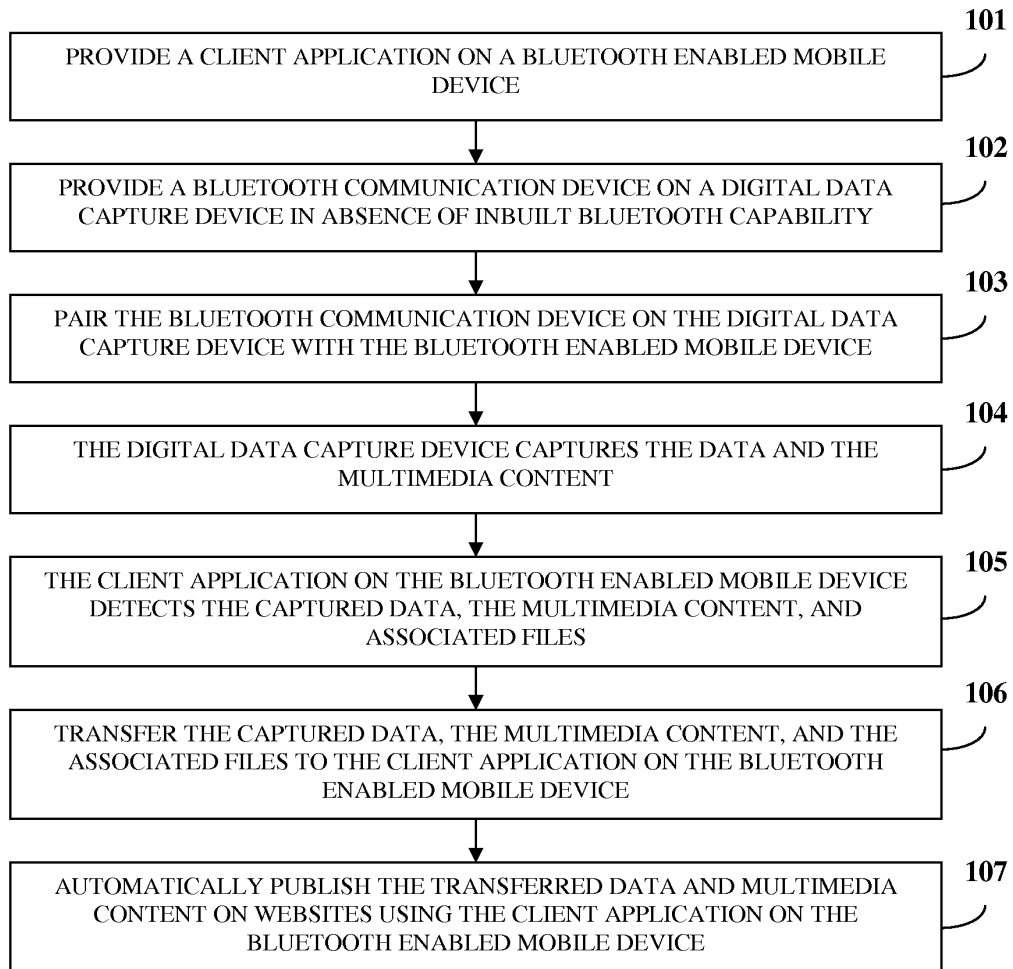 101
PROVIDE A CLIENT APPLICATION ON A BLUETOOTH ENABLED MOBILE
DEVICE
102
PROVIDE A BLUETOOTH COMMUNICATION DEVICE ON A DIGITAL DATA
CAPTURE DEVICE IN ABSENCE OF INBUILT BLUETOOTH CAPABILITY
103
PAIR THE BLUETOOTH COMMUNICATION DEVICE ON THE DIGITAL DATA
CAPTURE DEVICE WITH THE BLUETOOTH ENABLED MOBILE DEVICE
104
THE DIGITAL DATA CAPTURE DEVICE CAPTURES THE DATA AND THE
MULTIMEDIA CONTENT
105
THE CLIENT APPLICATION ON THE BLUETOOTH ENABLED MOBILE DEVICE
DETECTS THE CAPTURED DATA, THE MULTIMEDIA CONTENT, AND
ASSOCIATED FILES
106
TRANSFER THE CAPTURED DATA, THE MULTIMEDIA CONTENT, AND THE
ASSOCIATED FILES TO THE CLIENT APPLICATION ON THE BLUETOOTH
ENABLED MOBILE DEVICE
107
AUTOMATICALLY PUBLISH THE TRANSFERRED DATA AND MULTIMEDIA
CONTENT ON WEBSITES USING THE CLIENT APPLICATION ON THE
BLUETOOTH ENABLED MOBILE DEVICE